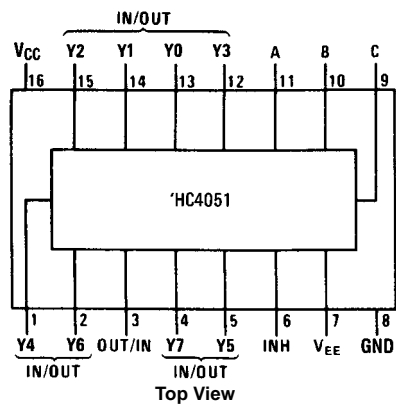 IN/OUT
VCC Y2 Y1 Y0 Y3 A B C
16 15 14 13 12 11 10 9
'HC4051
1 2 3 4 5 6 7 8
Y4 Y6 OUT/IN Y7 Y5 INH VEE GND
IN/OUT IN/OUT
Top View